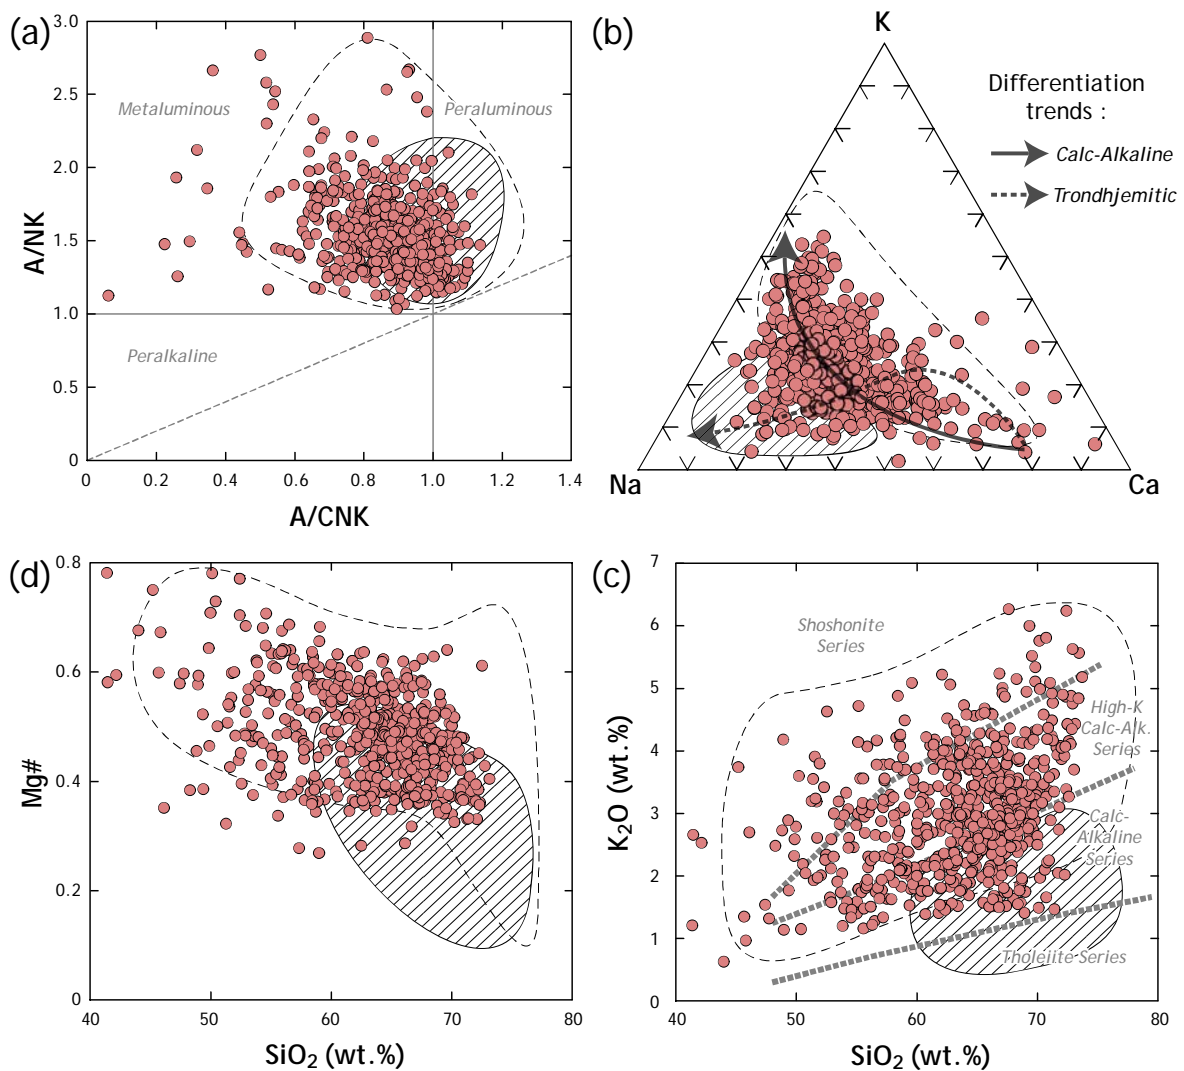 (a)
3.0
2.5
2.0
1.5
1.0
0.5
0
A/NK
Metaluminous
Peraluminous
Peralkaline
0 0.2 0.4 0.6 0.8 1.0 1.2 1.4
A/CNK
(b)
K
Na
Ca
Differentiation
trends :
Calc-Alkaline
Trondhjemitic
(d)
0.8
0.6
0.4
0.2
0
Mg#
40 50 60 70 80
SiO₂ (wt.%)
(c)
7
6
5
4
3
2
1
0
K₂O (wt.%)
Shoshonite
Series
High-K
Calc-Alk.
Series
Calc-
Alkaline
Series
Tholeiite Series
40 50 60 70 80
SiO₂ (wt.%)